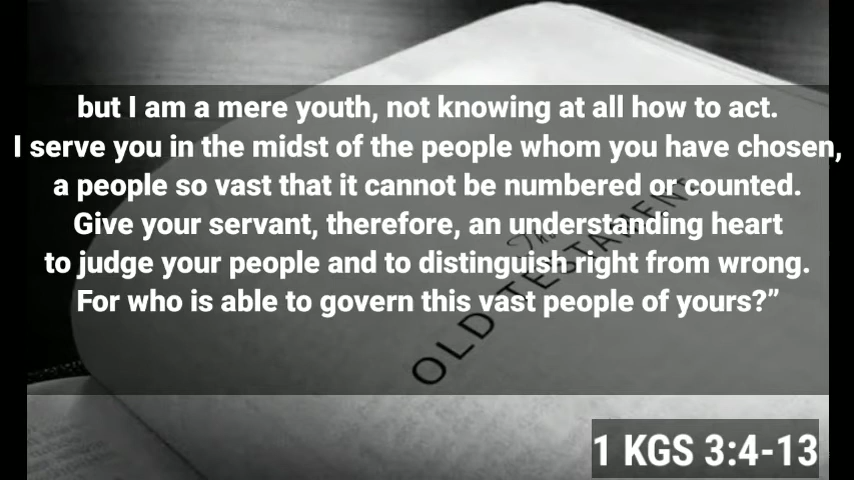 but I am a mere youth, not knowing at all how to act.
I serve you in the midst of the people whom you have chosen,
a people so vast that it cannot be numbered or counted.
Give your servant, therefore, an understanding heart
to judge your people and to distinguish right from wrong.
For who is able to govern this vast people of yours?”
The
OLD TESTAMENT
1 KGS 3:4-13